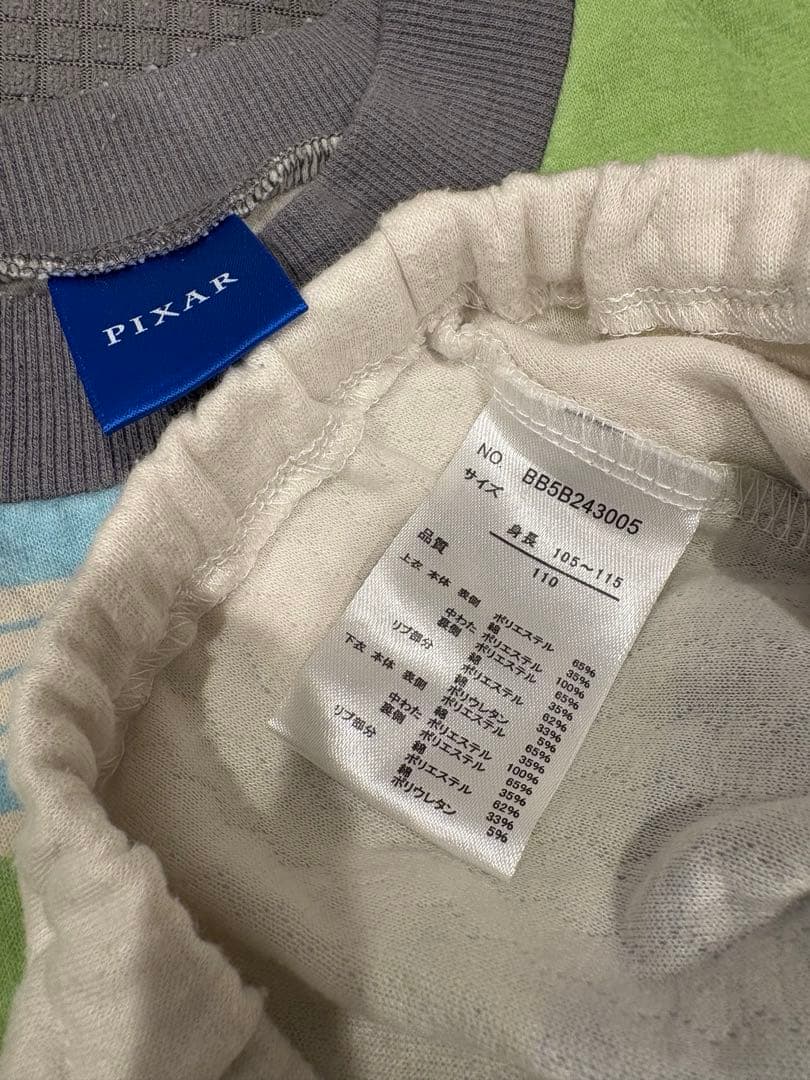 PIXAR
NO. BB5B243005
サイズ 身長 105～115
110
品質
上衣 本体 表側 ポリエステル 65%
綿 35%
中わた ポリエステル 100%
裏側 ポリエステル 65%
綿 35%
リブ部分 ポリエステル 62%
綿 33%
ポリウレタン 5%
下衣 本体 表側 ポリエステル 65%
綿 35%
中わた ポリエステル 100%
裏側 ポリエステル 65%
綿 35%
リブ部分 ポリエステル 62%
綿 33%
ポリウレタン 5%